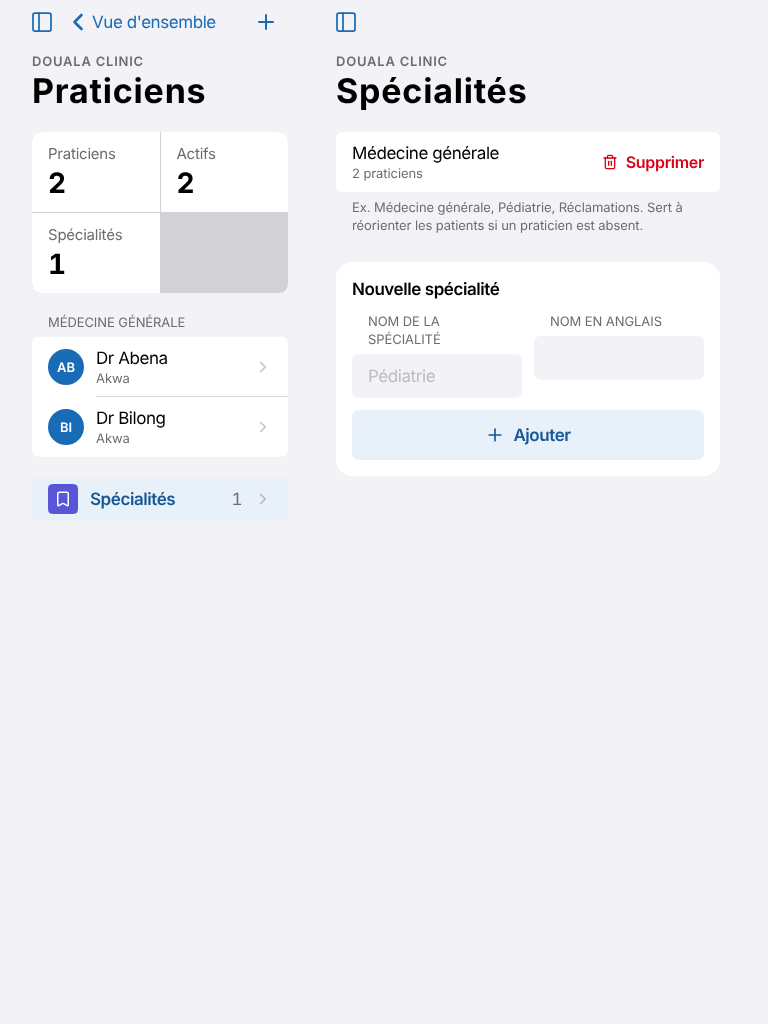 Vue d'ensemble
DOUALA CLINIC
Praticiens
Praticiens
2
Actifs
2
Spécialités
1
MÉDECINE GÉNÉRALE
AB
Dr Abena
Akwa
BI
Dr Bilong
Akwa
Spécialités 1
DOUALA CLINIC
Spécialités
Médecine générale
2 praticiens
Supprimer
Ex. Médecine générale, Pédiatrie, Réclamations. Sert à
réorienter les patients si un praticien est absent.
Nouvelle spécialité
NOM DE LA
SPÉCIALITÉ
Pédiatrie
NOM EN ANGLAIS
Ajouter